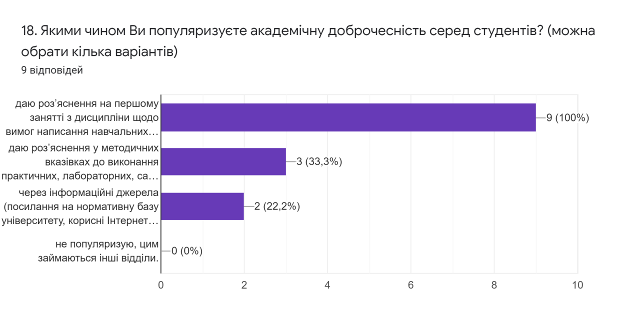 18. Якими чином Ви популяризуєте академічну доброчесність серед студентів? (можна
обрати кілька варіантів)
9 відповідей
даю роз'яснення на першому
занятті з дисципліни щодо
вимог написання навчальних…
9 (100%)
даю роз'яснення у методичних
вказівках до виконання
практичних, лабораторних, са…
3 (33,3%)
через інформаційні джерела
(посилання на нормативну базу
університету, корисні Інтернет…
2 (22,2%)
не популяризую, цим
займаються інші відділи.
0 (0%)
0 2 4 6 8 10